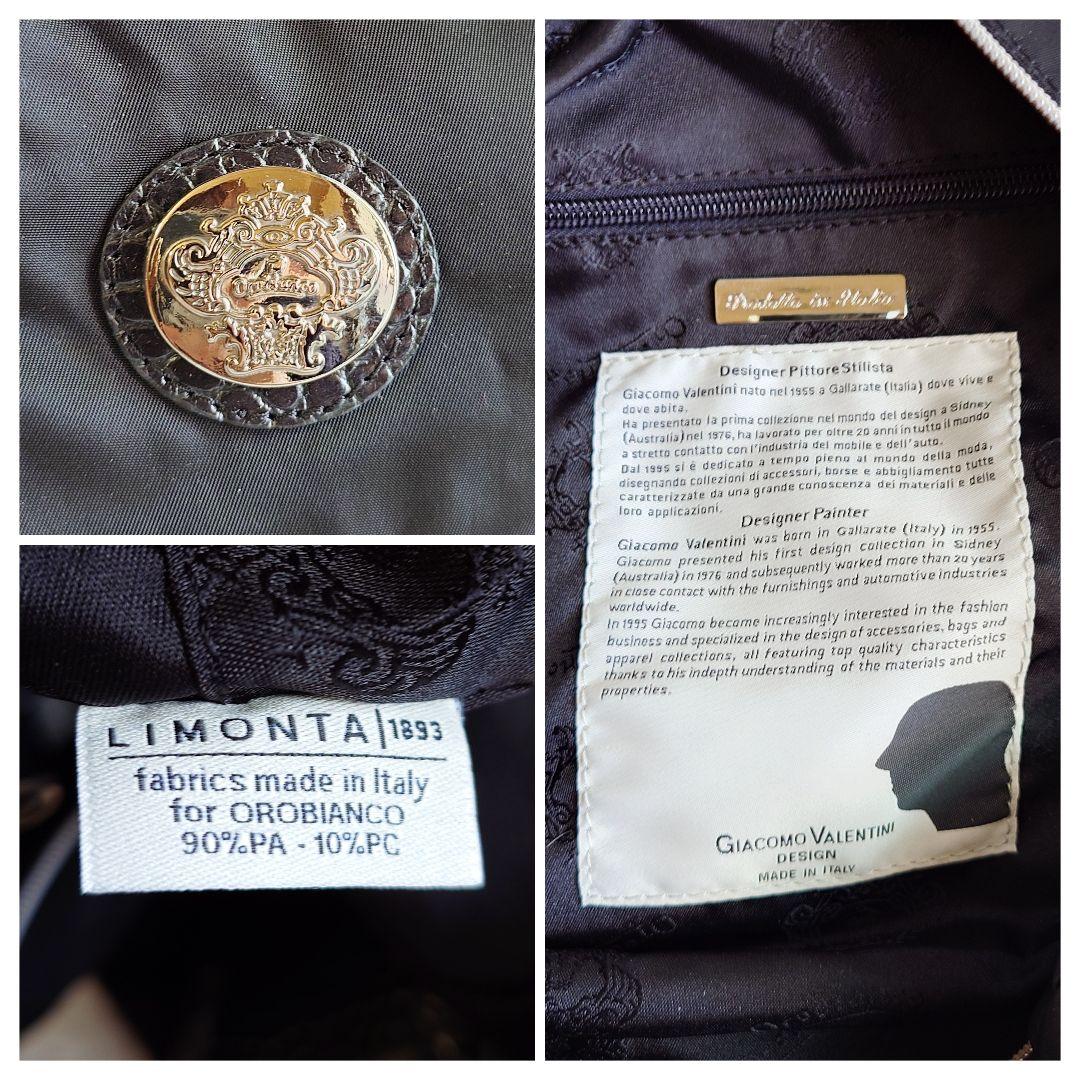 Orobianco
LIMONTA|1893
fabrics made in Italy
for OROBIANCO
90%PA - 10%PC
Prodotto in Italia
Designer Pittore Stilista
Giacomo Valentini nato nel 1955 a Gallarate (Italia) dove vive e
dove abita.
Ha presentato la prima collezione nel mondo del design a Sidney
(Australia) nel 1976, ha lavorato per oltre 20 anni in tutto il mondo
a stretto contatto con l'industria del mobile e dell'auto.
Dal 1995 si è dedicato a tempo pieno al mondo della moda,
disegnando collezioni di accessori, borse e abbigliamento tutte
caratterizzate da una grande conoscenza dei materiali e delle
loro applicazioni.
Designer Painter
Giacomo Valentini was born in Gallarate (Italy) in 1955.
Giacomo presented his first design collection in Sidney
(Australia) in 1976 and subsequently worked more than 20 years
in close contact with the furnishings and automotive industries
worldwide.
In 1995 Giacomo become increasingly interested in the fashion
business and specialized in the design of accessories, bags and
apparel collections, all featuring top quality characteristics
thanks to his indepth understanding of the materials and their
properties.
GIACOMO VALENTINI
DESIGN
MADE IN ITALY